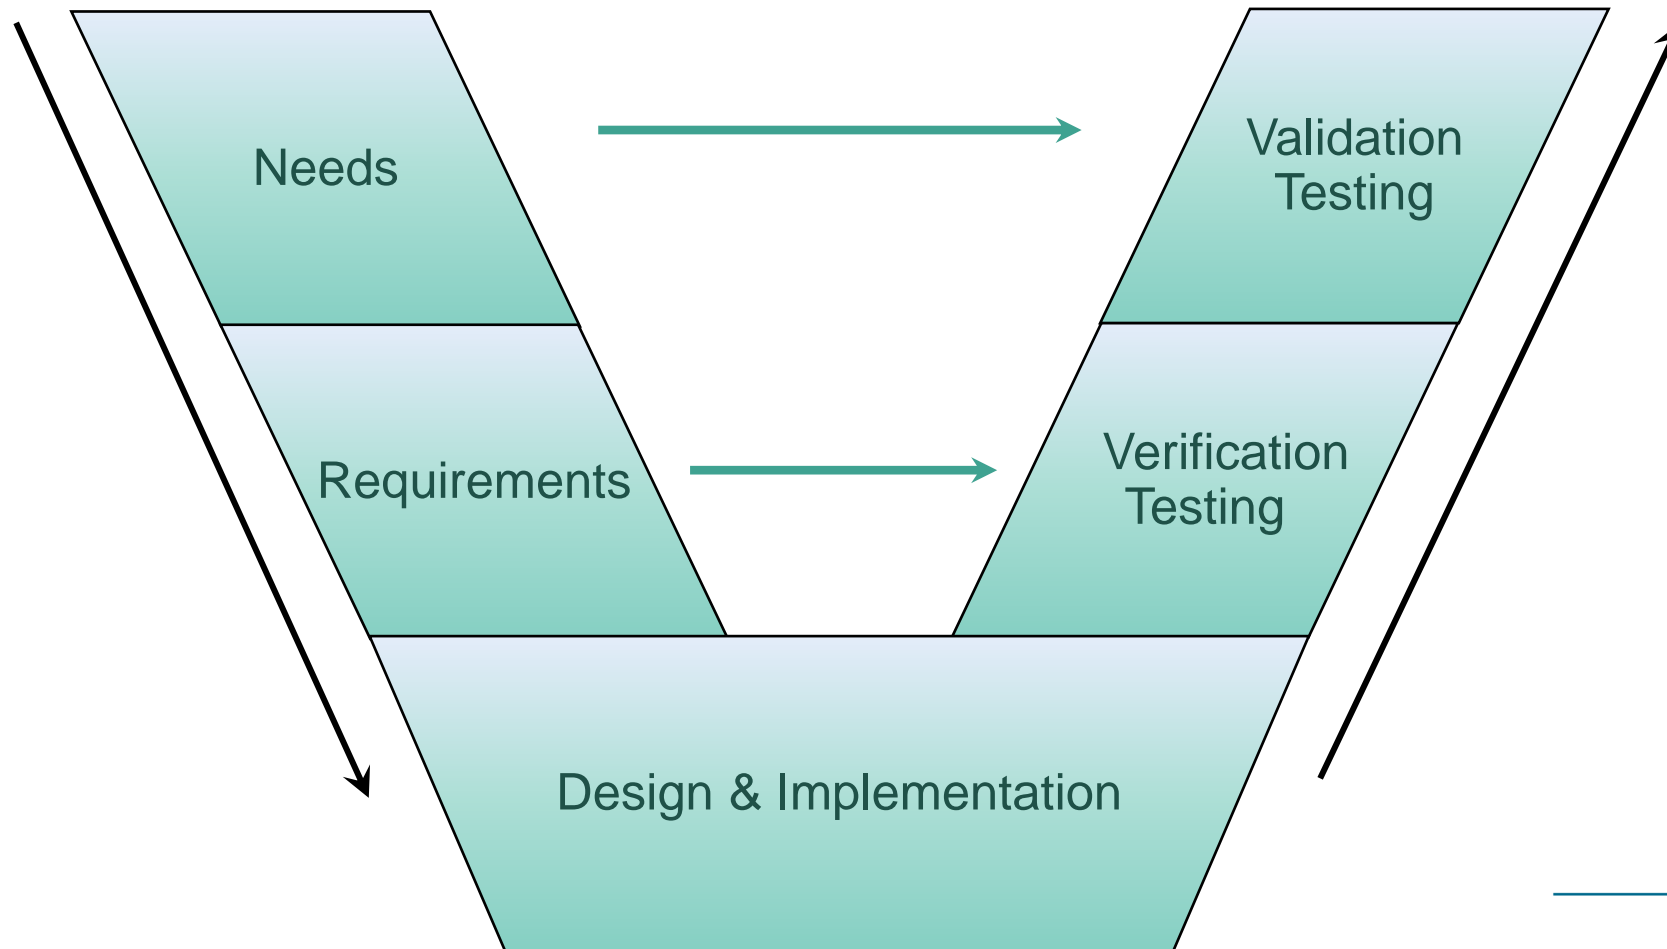 Needs
Validation
Testing
Requirements
Verification
Testing
Design & Implementation